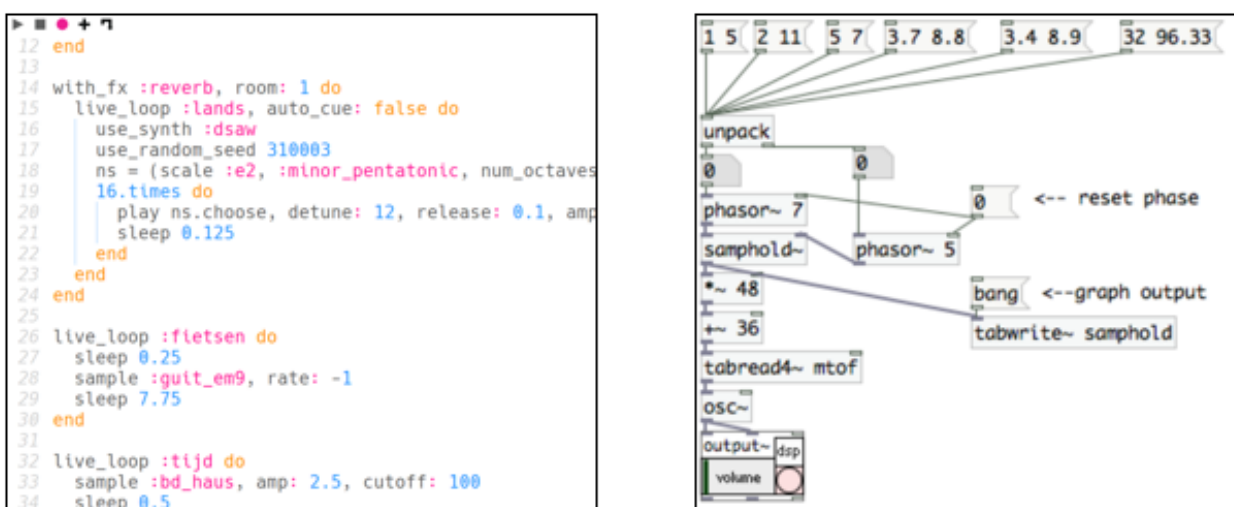 12 end
13
14 with_fx :reverb, room: 1 do
15 live_loop :lands, auto_cue: false do
16 use_synth :dsaw
17 use_random_seed 310003
18 ns = (scale :e2, :minor_pentatonic, num_octaves
19 16.times do
20 play ns.choose, detune: 12, release: 0.1, amp
21 sleep 0.125
22 end
23 end
24 end
25
26 live_loop :fietsen do
27 sleep 0.25
28 sample :guit_em9, rate: -1
29 sleep 7.75
30 end
31
32 live_loop :tijd do
33 sample :bd_haus, amp: 2.5, cutoff: 100
34 sleep 0.5
1 5 2 11 5 7 3.7 8.8 3.4 8.9 32 96.33
unpack
0 0
0 <-- reset phase
phasor~ 7
samphold~ phasor~ 5
*~ 48
bang <--graph output
+~ 36
tabwrite~ samphold
tabread4~ mtof
osc~
output~ dsp
volume